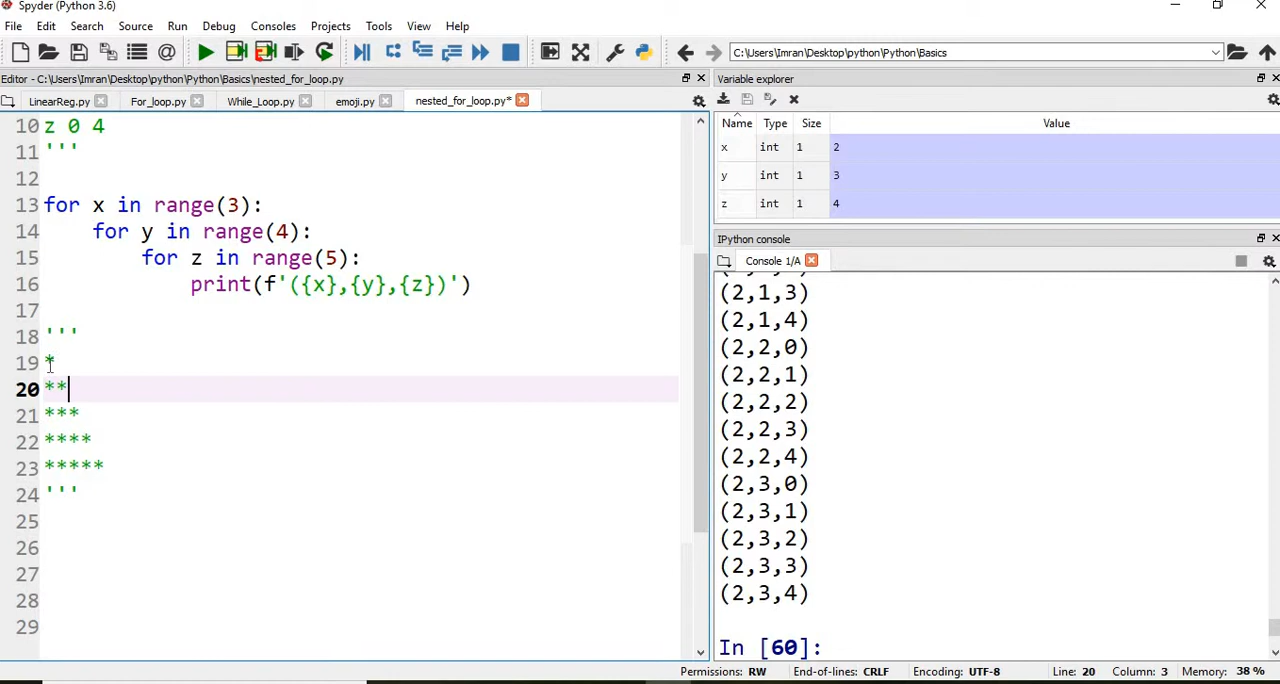 Spyder (Python 3.6)
File Edit Search Source Run Debug Consoles Projects Tools View Help
C:\Users\Imran\Desktop\python\Python\Basics
Editor - C:\Users\Imran\Desktop\python\Python\Basics\nested_for_loop.py
LinearReg.py For_loop.py While_Loop.py emoji.py nested_for_loop.py*
10 z 0 4
11 '''
12
13 for x in range(3):
14     for y in range(4):
15         for z in range(5):
16             print(f'({x},{y},{z})')
17
18 '''
19 *
20 **
21 ***
22 ****
23 *****
24 '''
25
26
27
28
29
Variable explorer
Name Type Size Value
x int 1 2
y int 1 3
z int 1 4
IPython console
Console 1/A
(2,1,3)
(2,1,4)
(2,2,0)
(2,2,1)
(2,2,2)
(2,2,3)
(2,2,4)
(2,3,0)
(2,3,1)
(2,3,2)
(2,3,3)
(2,3,4)
In [60]:
Permissions: RW End-of-lines: CRLF Encoding: UTF-8 Line: 20 Column: 3 Memory: 38 %